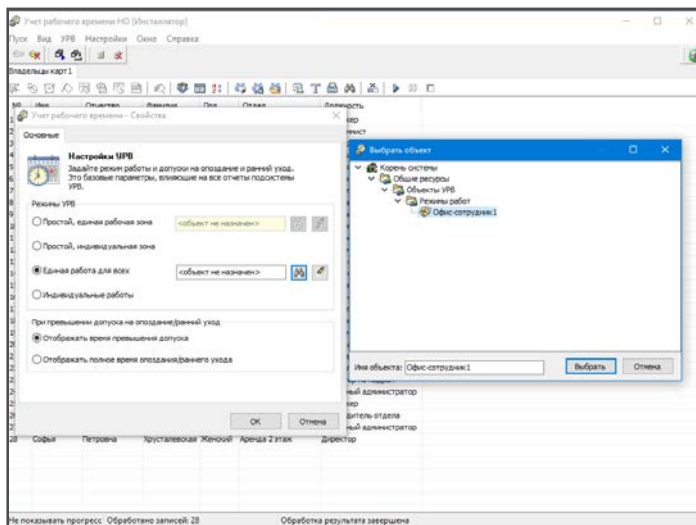 Учет рабочего времени HD [Инсталлятор]
Пуск Вид УРВ Настройки Окно Справка
Владельцы карт1
№ Имя Отчество Фамилия Пол Отдел Должность
Учет рабочего времени - Свойства
Основные
Настройки УРВ
Задайте режим работы и допуски на опоздание и ранний уход.
Это базовые параметры, влияющие на все отчеты подсистемы
УРВ.
Режимы УРВ
Простой, единая рабочая зона <объект не назначен>
Простой, индивидуальная зона
Единая работа для всех <объект не назначен>
Индивидуальные работы
При превышении допуска на опоздание/ранний уход
Отображать время превышения допуска
Отображать полное время опоздания/раннего ухода
OK Отмена
Выбрать объект
Корень системы
Общие ресурсы
Объекты УРВ
Режимы работ
Офис-сотрудник1
Имя объекта: Офис-сотрудник1 Выбрать Отмена
администратор
отдела
администратор
28 Софья Петровна Хрусталевская Женский Аренда 2 этаж Директор
Не показывать прогресс Обработано записей: 28 Обработка результата завершена